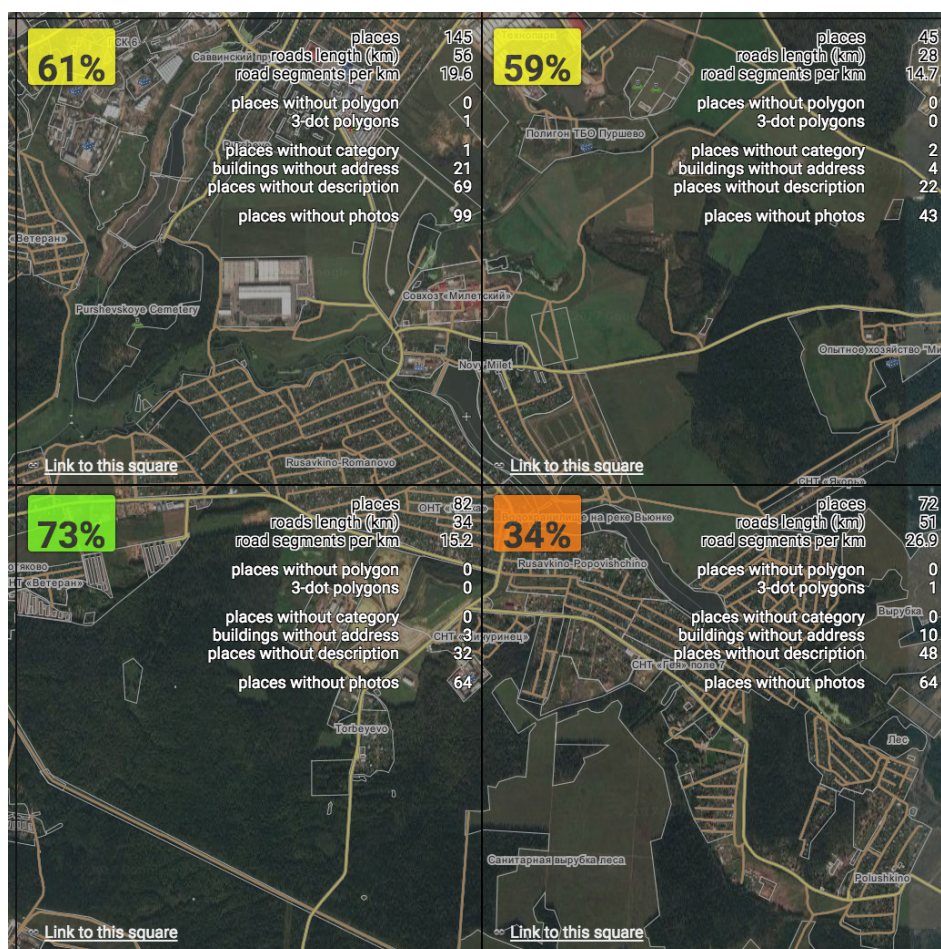 61%
places 145
roads length (km) 56
road segments per km 19.6
places without polygon 0
3-dot polygons 1
places without category 1
buildings without address 21
places without description 69
places without photos 99
Саввинский
«Ветеран»
Purshevskoye Cemetery
Совхоз «Милетский»
Novy Milet
Rusavkino-Romanovo
Link to this square
59%
places 45
roads length (km) 28
road segments per km 14.7
places without polygon 0
3-dot polygons 0
places without category 2
buildings without address 4
places without description 22
places without photos 43
Технопарк
Полигон ТБО Пуршево
Опытное хозяйство "Ми
СНТ «Якорь»
Link to this square
73%
places 82
roads length (km) 34
road segments per km 15.2
places without polygon 0
3-dot polygons 0
places without category 0
buildings without address 3
places without description 32
places without photos 64
ОНТ
НТ «Ветеран»
СНТ
Torbeyevo
Link to this square
34%
places 72
roads length (km) 51
road segments per km 26.9
places without polygon 0
3-dot polygons 1
places without category 0
buildings without address 10
places without description 48
places without photos 64
на реке Вьюнке
Rusavkino-Popovishchino
Вырубка
СНТ «Гея» поле 7
Лес
Санитарная вырубка леса
Polushkino
Link to this square